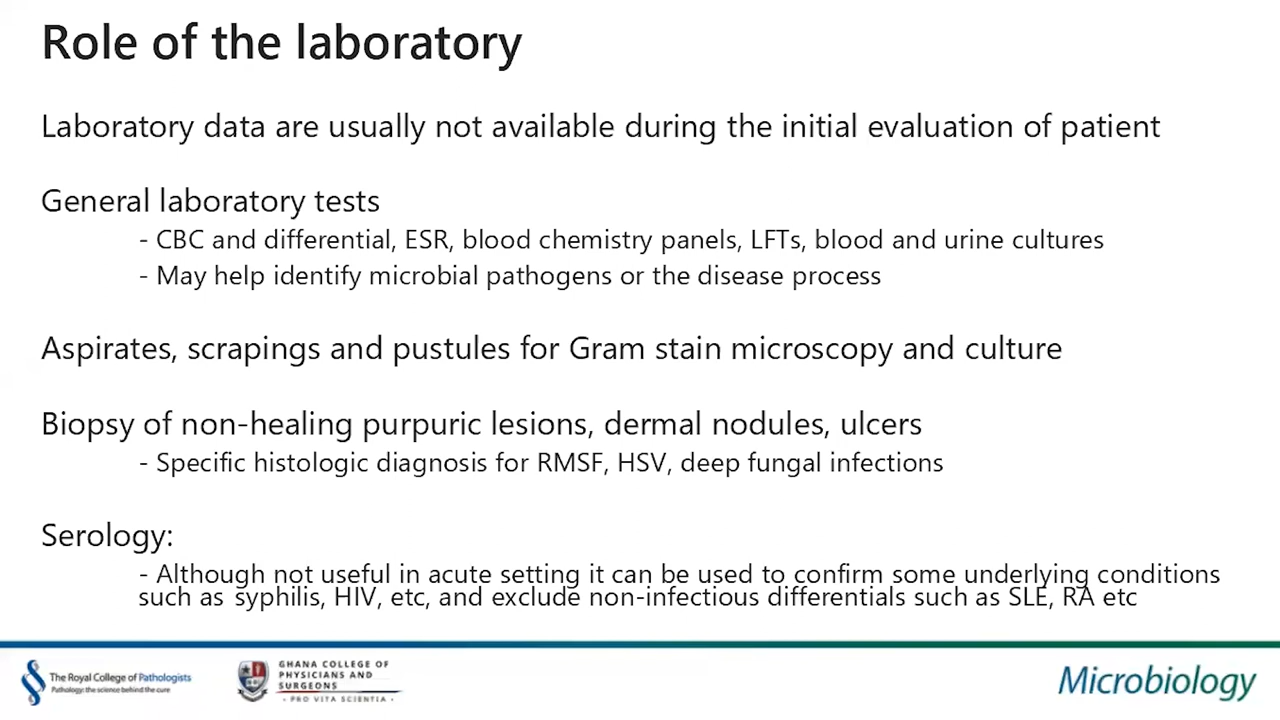 Role of the laboratory
Laboratory data are usually not available during the initial evaluation of patient
General laboratory tests
- CBC and differential, ESR, blood chemistry panels, LFTs, blood and urine cultures
- May help identify microbial pathogens or the disease process
Aspirates, scrapings and pustules for Gram stain microscopy and culture
Biopsy of non-healing purpuric lesions, dermal nodules, ulcers
- Specific histologic diagnosis for RMSF, HSV, deep fungal infections
Serology:
- Although not useful in acute setting it can be used to confirm some underlying conditions
such as syphilis, HIV, etc, and exclude non-infectious differentials such as SLE, RA etc
The Royal College of Pathologists
Pathology: the science behind the cure
GHANA COLLEGE OF
PHYSICIANS AND
SURGEONS
- PRO VITA SCIENTIA -
Microbiology